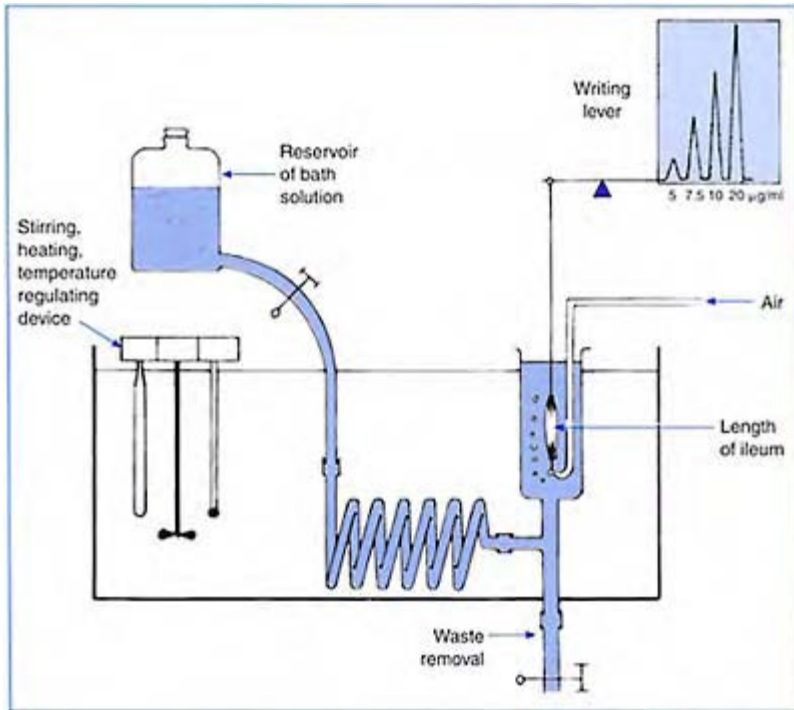 Writing
lever
5 7.5 10 20 µg/ml
Reservoir
of bath
solution
Stirring,
heating,
temperature
regulating
device
Air
Length
of ileum
Waste
removal